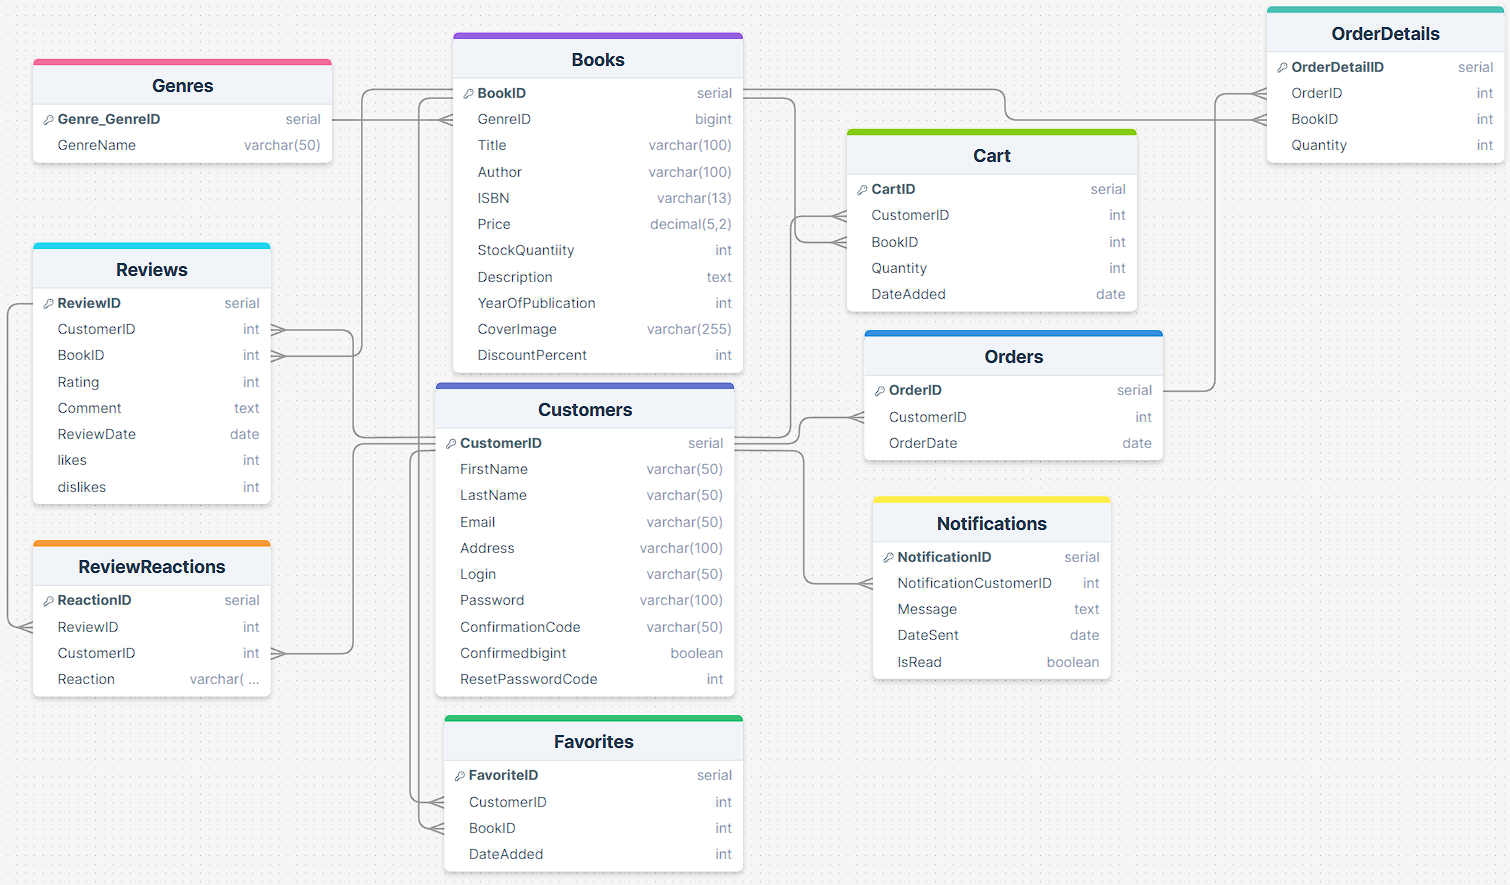 Genres
Genre_GenreID serial
GenreName varchar(50)
Books
BookID serial
GenreID bigint
Title varchar(100)
Author varchar(100)
ISBN varchar(13)
Price decimal(5,2)
StockQuantiity int
Description text
YearOfPublication int
CoverImage varchar(255)
DiscountPercent int
OrderDetails
OrderDetailID serial
OrderID int
BookID int
Quantity int
Cart
CartID serial
CustomerID int
BookID int
Quantity int
DateAdded date
Reviews
ReviewID serial
CustomerID int
BookID int
Rating int
Comment text
ReviewDate date
likes int
dislikes int
Customers
CustomerID serial
FirstName varchar(50)
LastName varchar(50)
Email varchar(50)
Address varchar(100)
Login varchar(50)
Password varchar(100)
ConfirmationCode varchar(50)
Confirmedbigint boolean
ResetPasswordCode int
Orders
OrderID serial
CustomerID int
OrderDate date
Notifications
NotificationID serial
NotificationCustomerID int
Message text
DateSent date
IsRead boolean
ReviewReactions
ReactionID serial
ReviewID int
CustomerID int
Reaction varchar( ...
Favorites
FavoriteID serial
CustomerID int
BookID int
DateAdded int